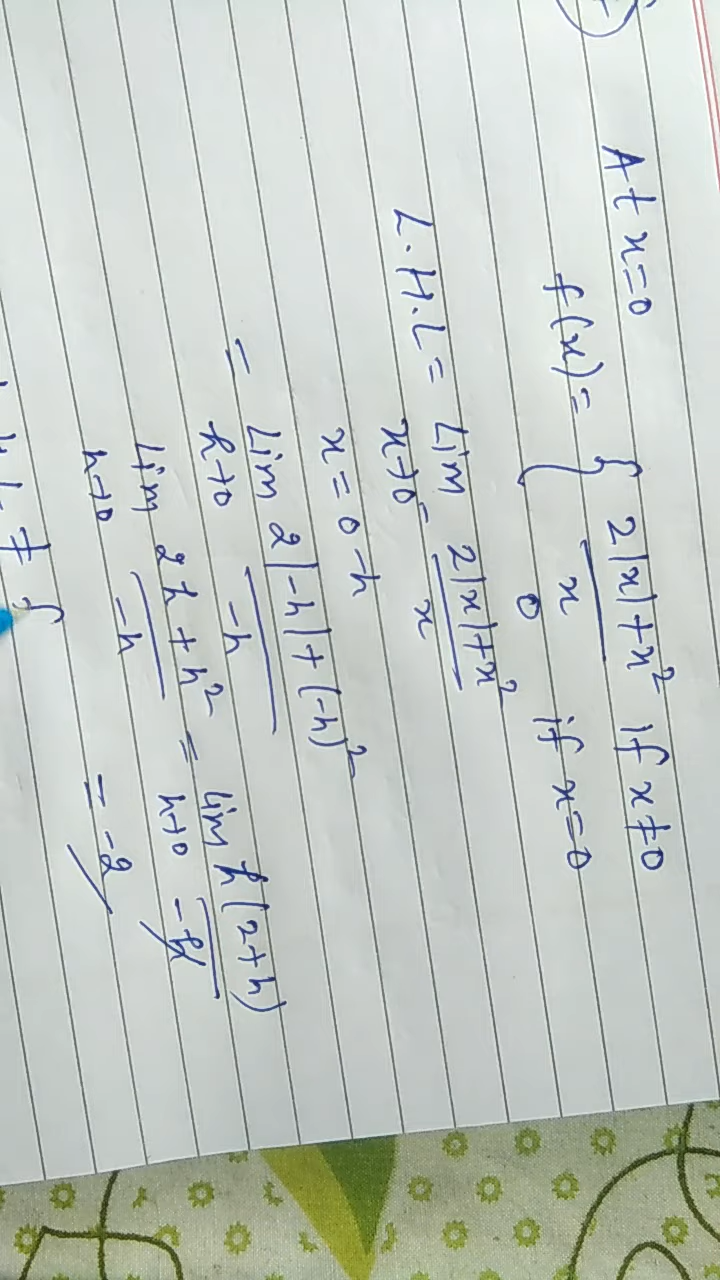 At x=0
f(x) = { 2|x|+x² / x if x≠0
0 if x=0
L.H.L = Lim x→0⁻ 2|x|+x² / x
x = 0-h
= Lim h→0 2|-h|+(-h)² / -h
Lim h→0 2h+h² / -h = Lim h→0 h(2+h) / -h
= -2
≠ f